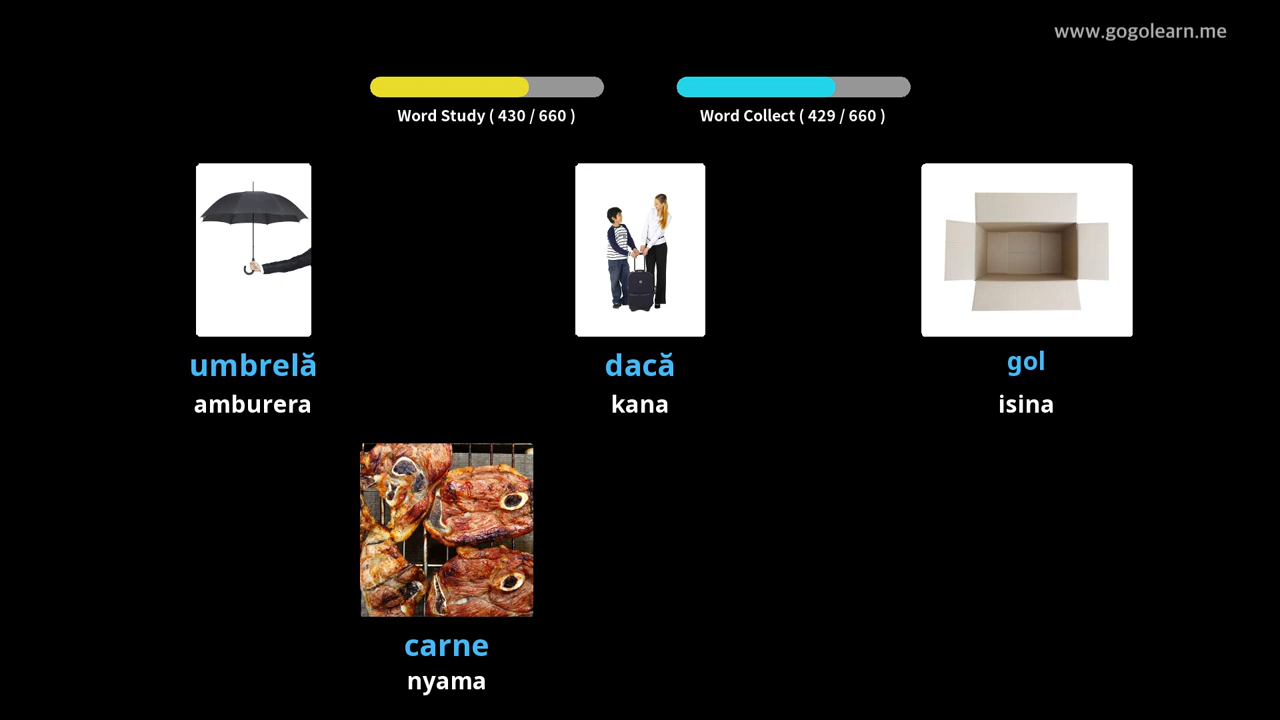 www.gogolearn.me
Word Study ( 430 / 660 )
Word Collect ( 429 / 660 )
umbrelă
amburera
dacă
kana
gol
isina
carne
nyama